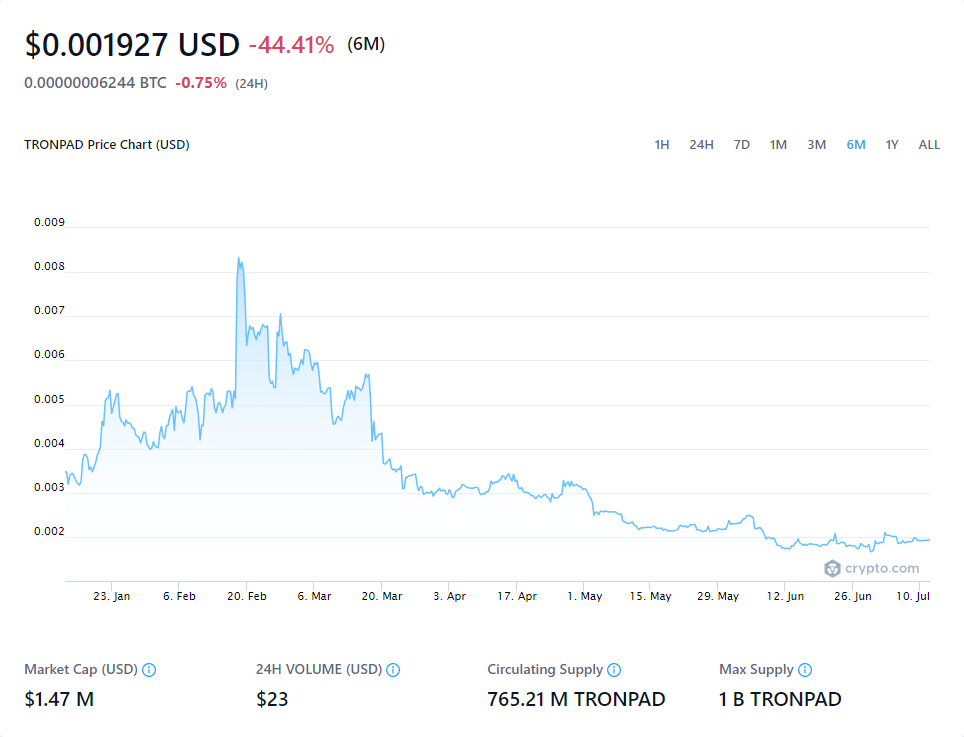 $0.001927 USD -44.41% (6M)
0.00000006244 BTC -0.75% (24H)
TRONPAD Price Chart (USD) 1H 24H 7D 1M 3M 6M 1Y ALL
0.009
0.008
0.007
0.006
0.005
0.004
0.003
0.002
crypto.com
23. Jan 6. Feb 20. Feb 6. Mar 20. Mar 3. Apr 17. Apr 1. May 15. May 29. May 12. Jun 26. Jun 10. Jul
Market Cap (USD) 24H VOLUME (USD) Circulating Supply Max Supply
$1.47 M $23 765.21 M TRONPAD 1 B TRONPAD